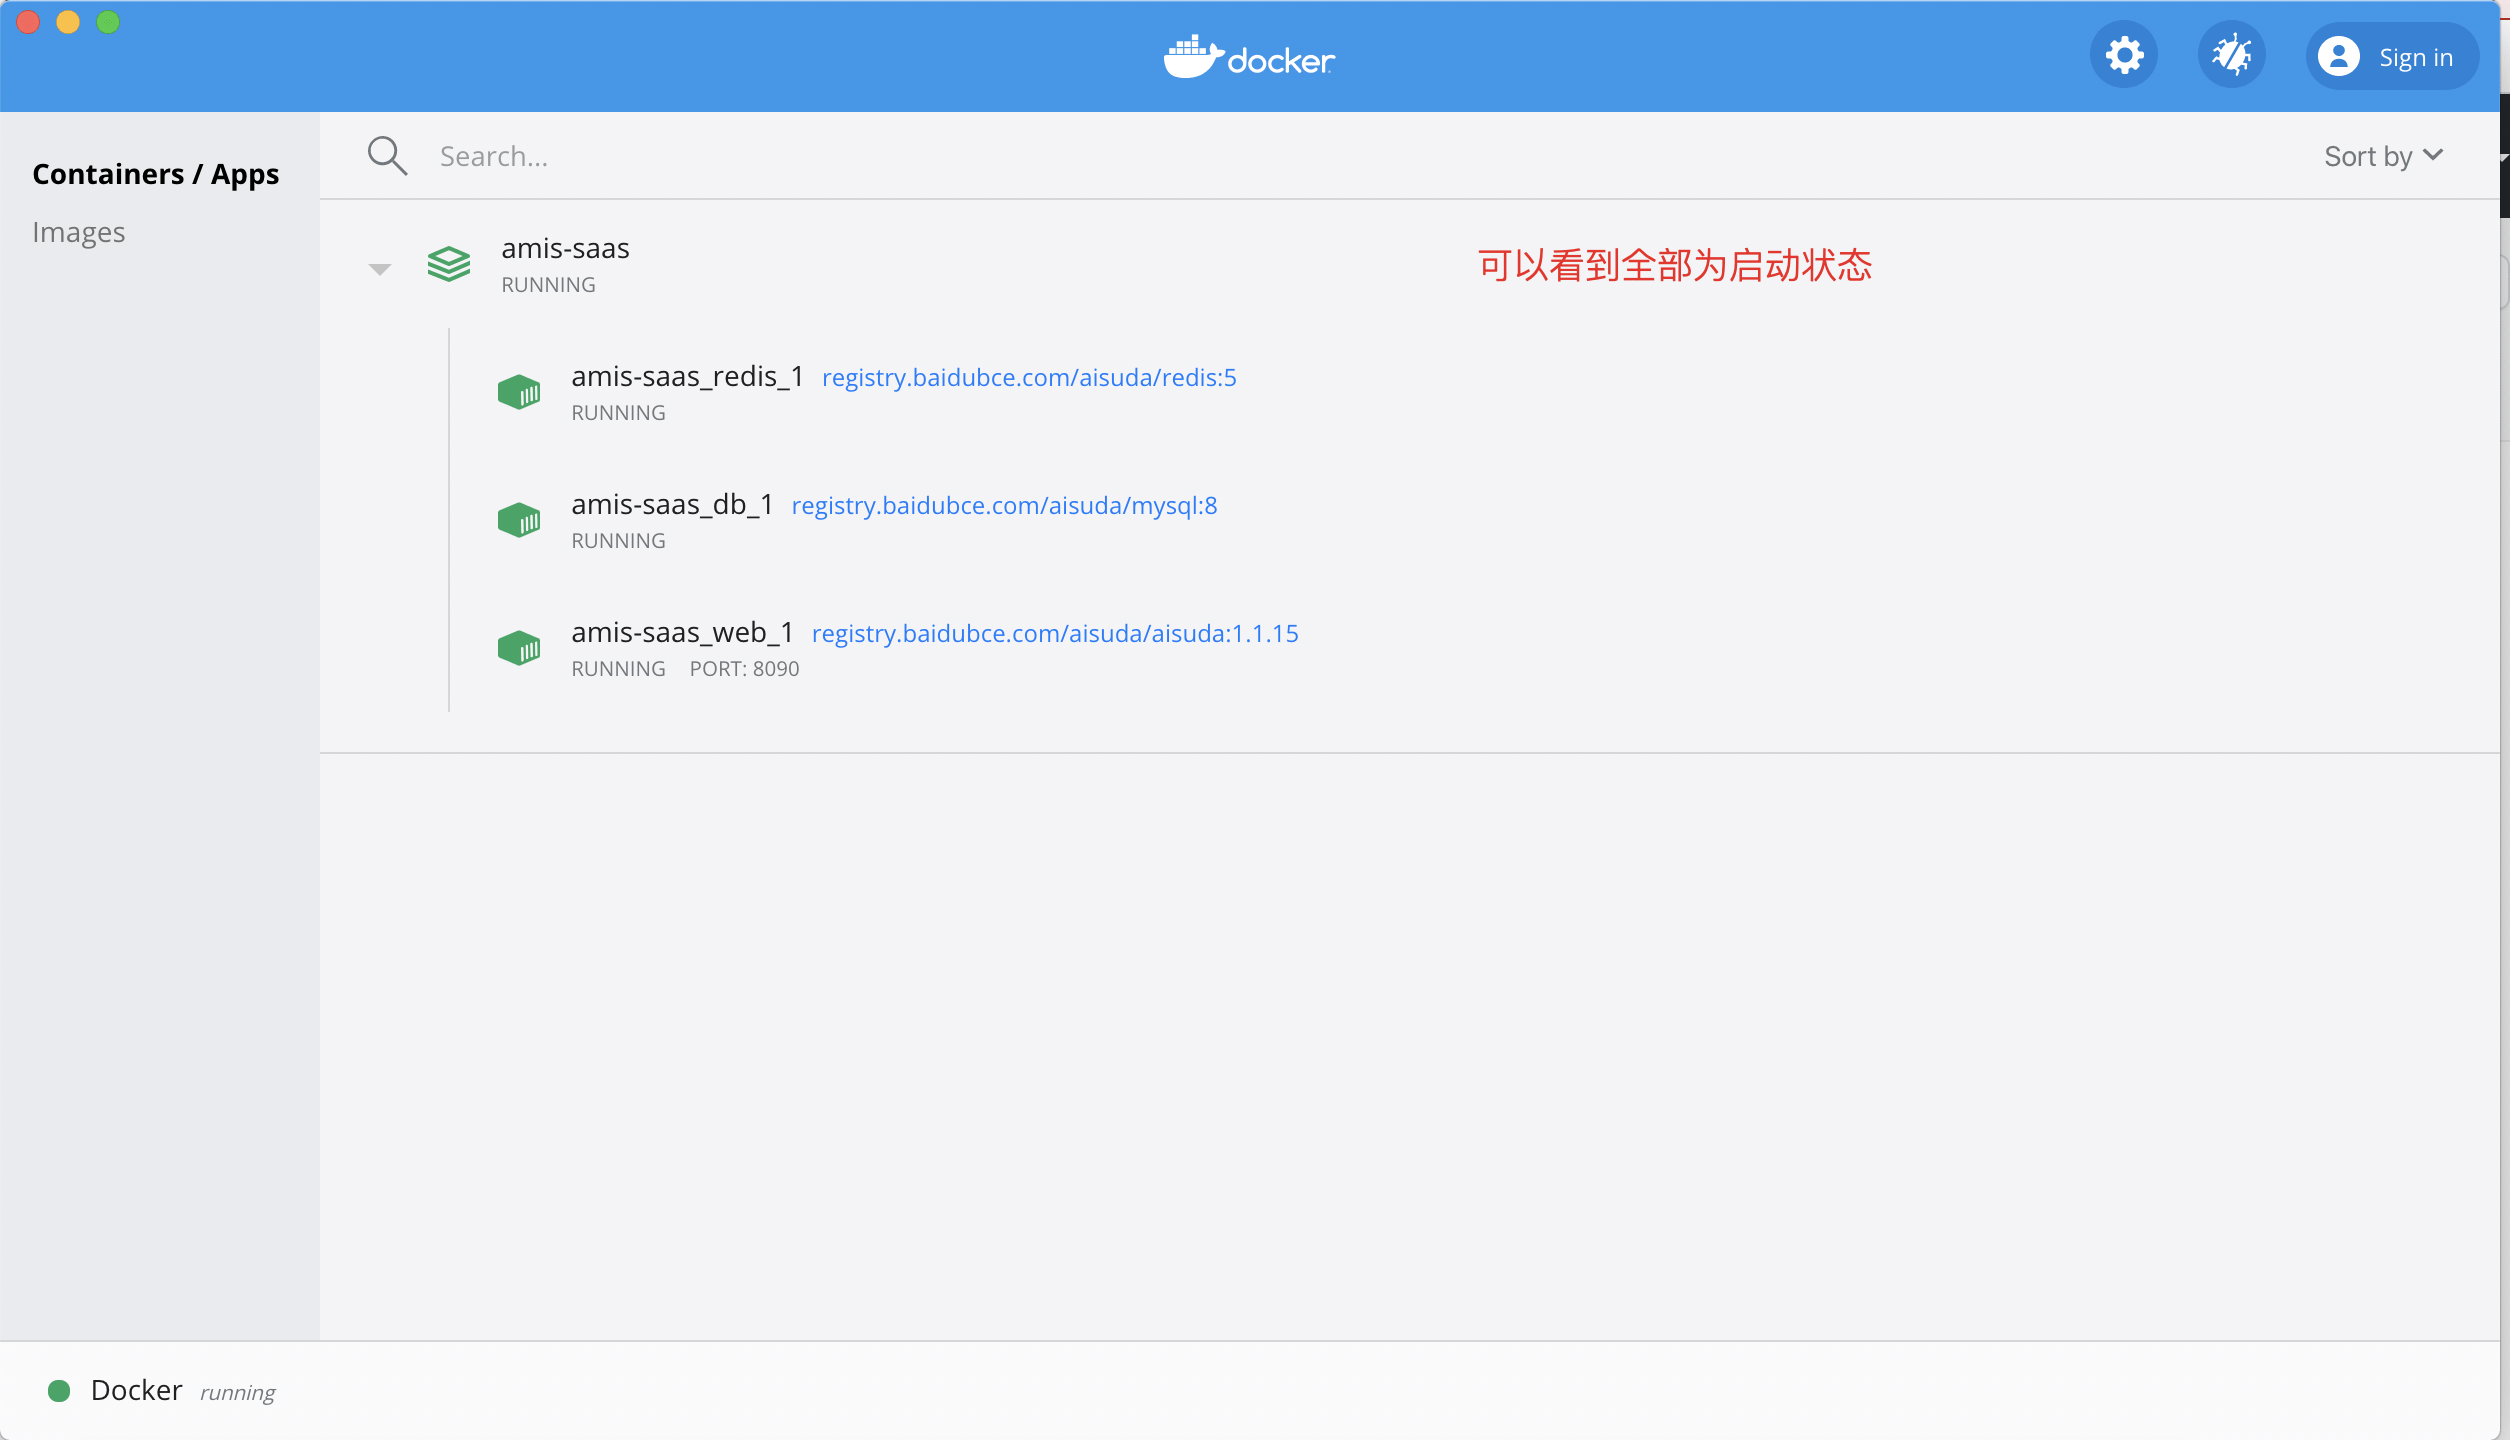 docker
Sign in
Containers / Apps
Images
Search...
Sort by
amis-saas
RUNNING
可以看到全部为启动状态
amis-saas_redis_1 registry.baidubce.com/aisuda/redis:5
RUNNING
amis-saas_db_1 registry.baidubce.com/aisuda/mysql:8
RUNNING
amis-saas_web_1 registry.baidubce.com/aisuda/aisuda:1.1.15
RUNNING PORT: 8090
Docker running